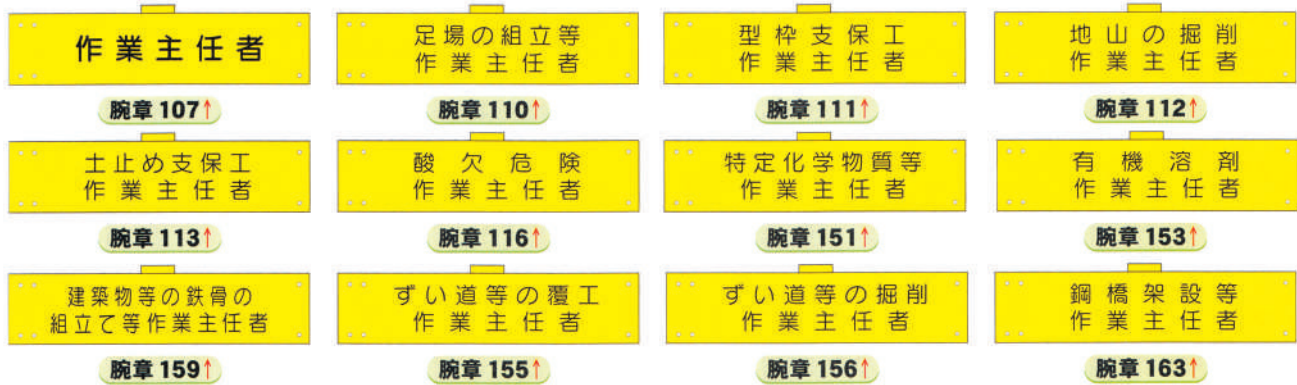 作業主任者
足場の組立等
作業主任者
型枠支保工
作業主任者
地山の掘削
作業主任者
腕章107↑
腕章110↑
腕章111↑
腕章112↑
土止め支保工
作業主任者
酸欠危険
作業主任者
特定化学物質等
作業主任者
有機溶剤
作業主任者
腕章113↑
腕章116↑
腕章151↑
腕章153↑
建築物等の鉄骨の
組立て等作業主任者
ずい道等の覆工
作業主任者
ずい道等の掘削
作業主任者
鋼橋架設等
作業主任者
腕章159↑
腕章155↑
腕章156↑
腕章163↑